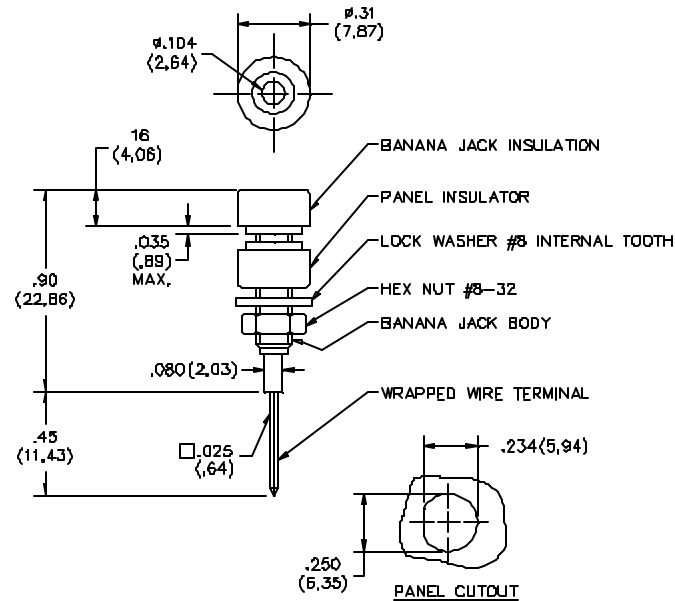 ø.31
(7,87)
ø.104
(2,64)
.16
(4,06)
BANANA JACK INSULATION
PANEL INSULATOR
.035
(.89)
MAX.
LOCK WASHER #8 INTERNAL TOOTH
.90
(22,86)
HEX NUT #8-32
BANANA JACK BODY
.080(2,03)
WRAPPED WIRE TERMINAL
.45
(11,43)
□.025
(.64)
.234(5,94)
.250
(6,35)
PANEL CUTOUT